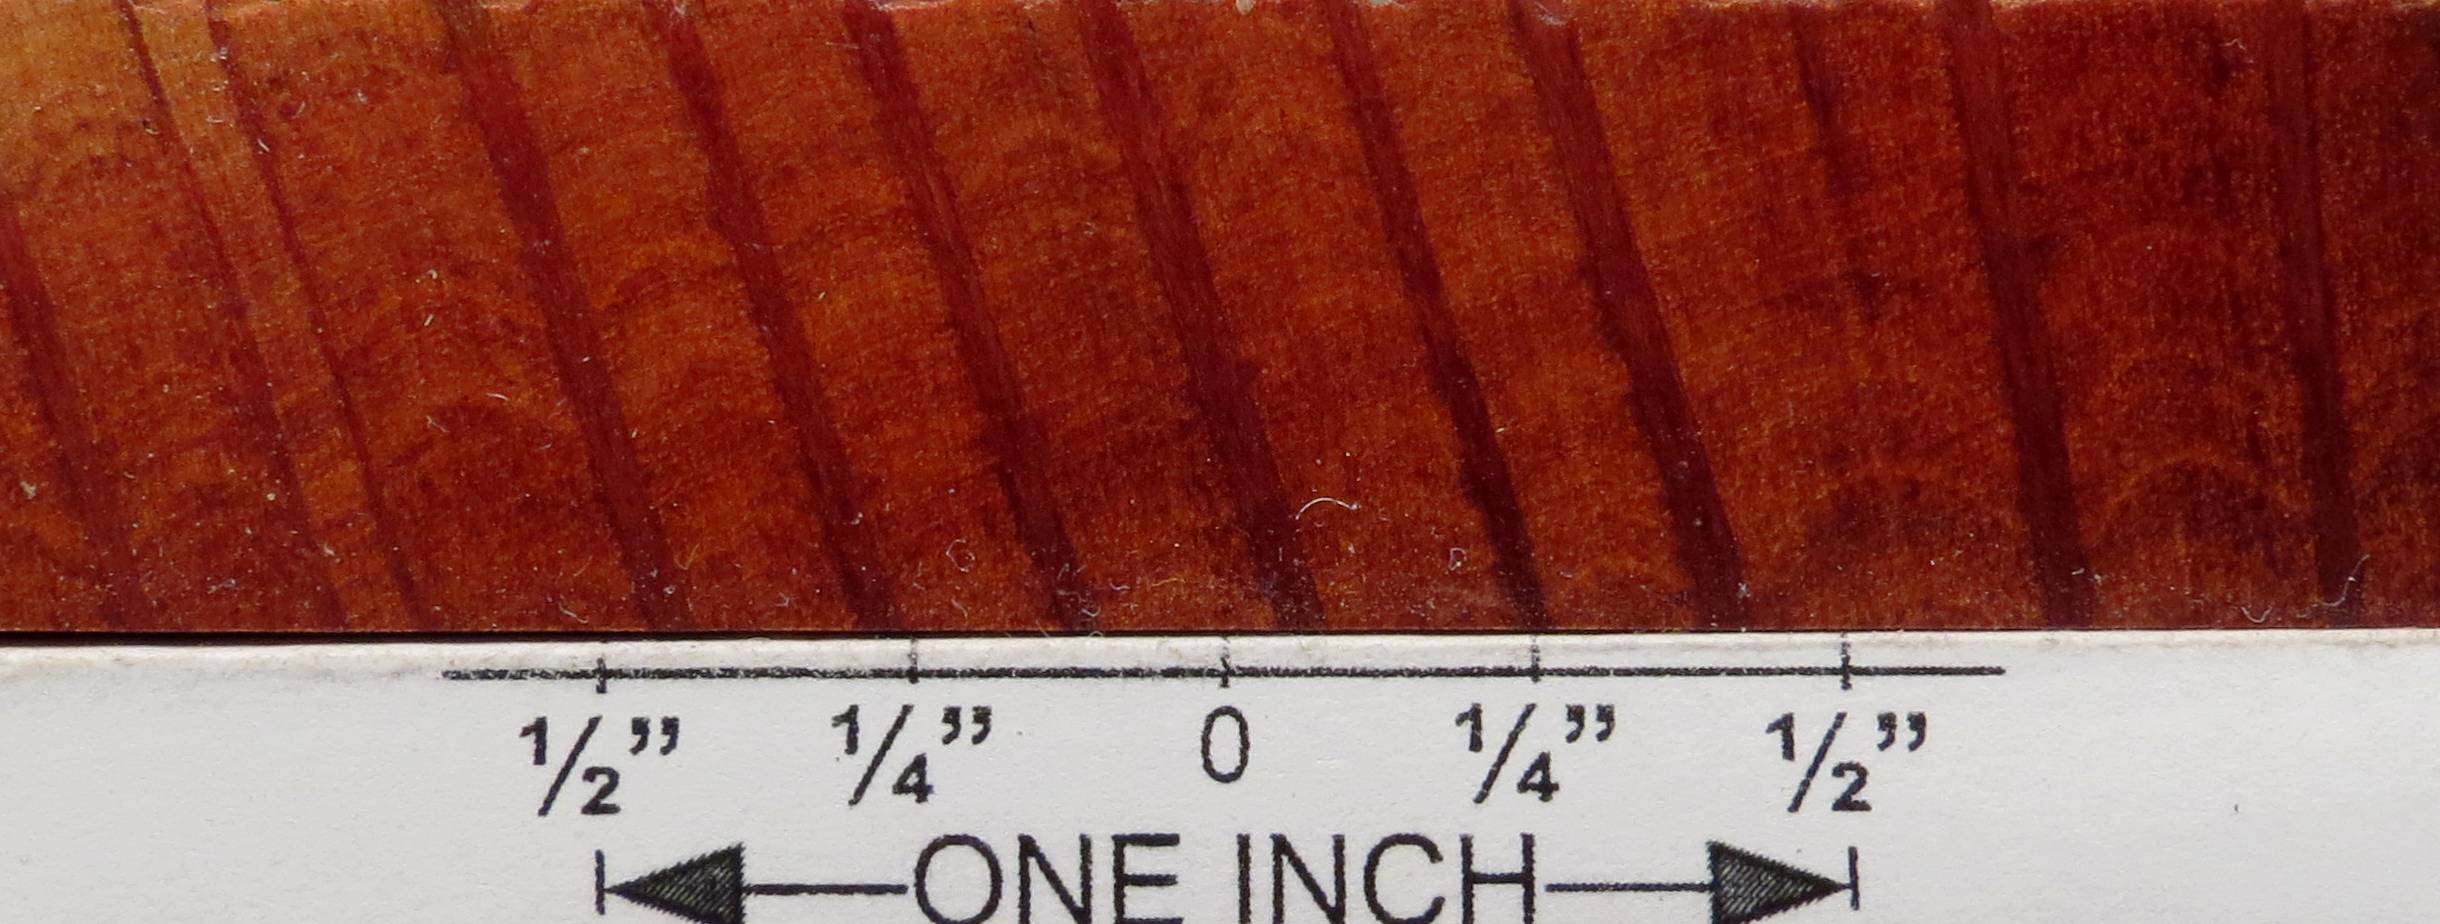 1/2” 1/4” 0 1/4” 1/2”
ONE INCH